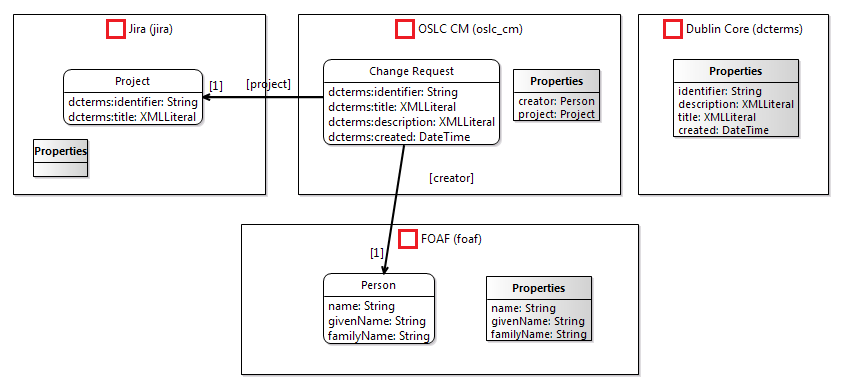 Jira (jira)
Project
dcterms:identifier: String
dcterms:title: XMLLiteral
Properties
[1]
[project]
OSLC CM (oslc_cm)
Change Request
dcterms:identifier: String
dcterms:title: XMLLiteral
dcterms:description: XMLLiteral
dcterms:created: DateTime
Properties
creator: Person
project: Project
Dublin Core (dcterms)
Properties
identifier: String
description: XMLLiteral
title: XMLLiteral
created: DateTime
[creator]
[1]
FOAF (foaf)
Person
name: String
givenName: String
familyName: String
Properties
name: String
givenName: String
familyName: String